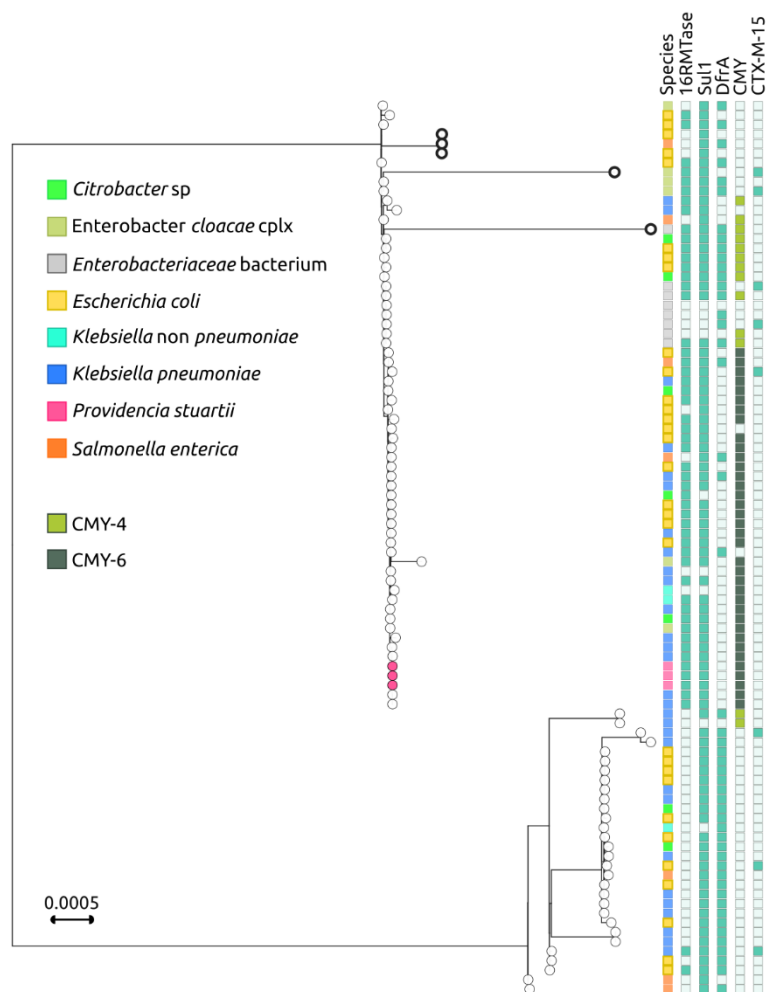 Species
16RMTase
Sul1
DfrA
CMY
CTX-M-15
Citrobacter sp
Enterobacter cloacae cplx
Enterobacteriaceae bacterium
Escherichia coli
Klebsiella non pneumoniae
Klebsiella pneumoniae
Providencia stuartii
Salmonella enterica
CMY-4
CMY-6
0.0005